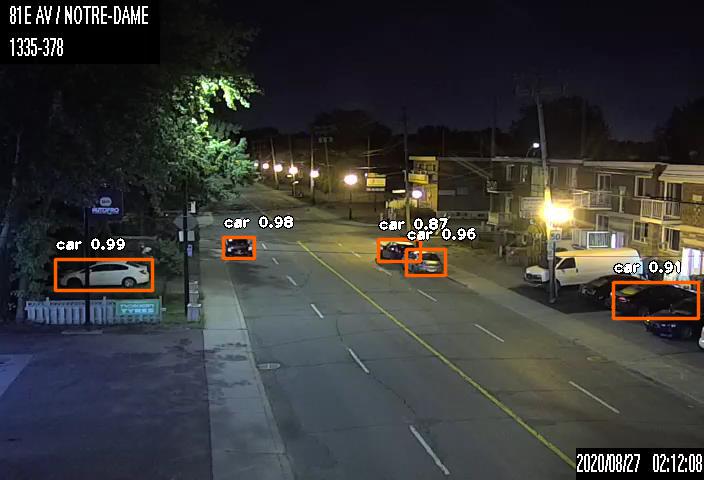 81E AV / NOTRE-DAME
1335-378
car 0.98
car 0.87
car 0.96
car 0.99
car 0.91
AUTOPRO
TYRES
2020/08/27 02:12:08